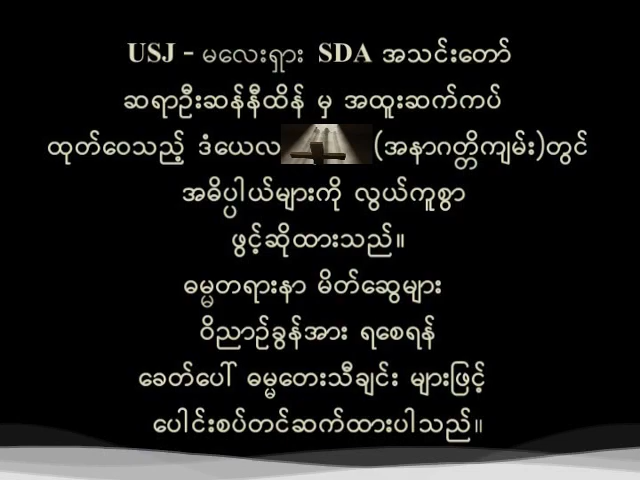 USJ - မလေးရှား SDA အသင်းတော်
ဆရာဦးဆန်နီထိန် မှ အထူးဆက်ကပ်
ထုတ်ဝေသည့် ဒံယေလ (အနာဂတ္တိကျမ်း)တွင်
အဓိပ္ပါယ်များကို လွယ်ကူစွာ
ဖွင့်ဆိုထားသည်။
ဓမ္မတရားနာ မိတ်ဆွေများ
ဝိညာဉ်ခွန်အား ရစေရန်
ခေတ်ပေါ် ဓမ္မတေးသီချင်း များဖြင့်
ပေါင်းစပ်တင်ဆက်ထားပါသည်။